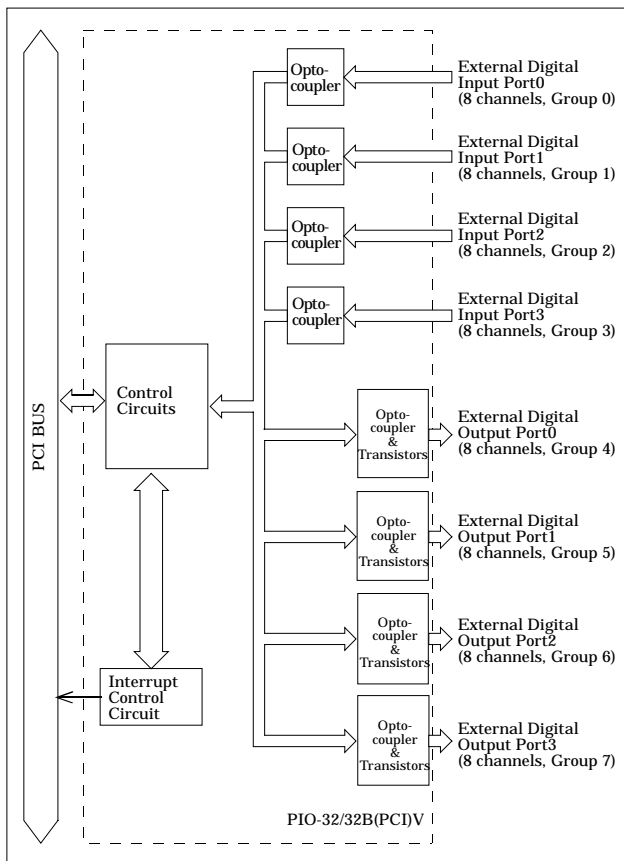 Opto-
coupler
External Digital
Input Port0
(8 channels, Group 0)
Opto-
coupler
External Digital
Input Port1
(8 channels, Group 1)
Opto-
coupler
External Digital
Input Port2
(8 channels, Group 2)
Opto-
coupler
External Digital
Input Port3
(8 channels, Group 3)
PCI BUS
Control
Circuits
Opto-
coupler
&
Transistors
External Digital
Output Port0
(8 channels, Group 4)
Opto-
coupler
&
Transistors
External Digital
Output Port1
(8 channels, Group 5)
Opto-
coupler
&
Transistors
External Digital
Output Port2
(8 channels, Group 6)
Interrupt
Control
Circuit
Opto-
coupler
&
Transistors
External Digital
Output Port3
(8 channels, Group 7)
PIO-32/32B(PCI)V